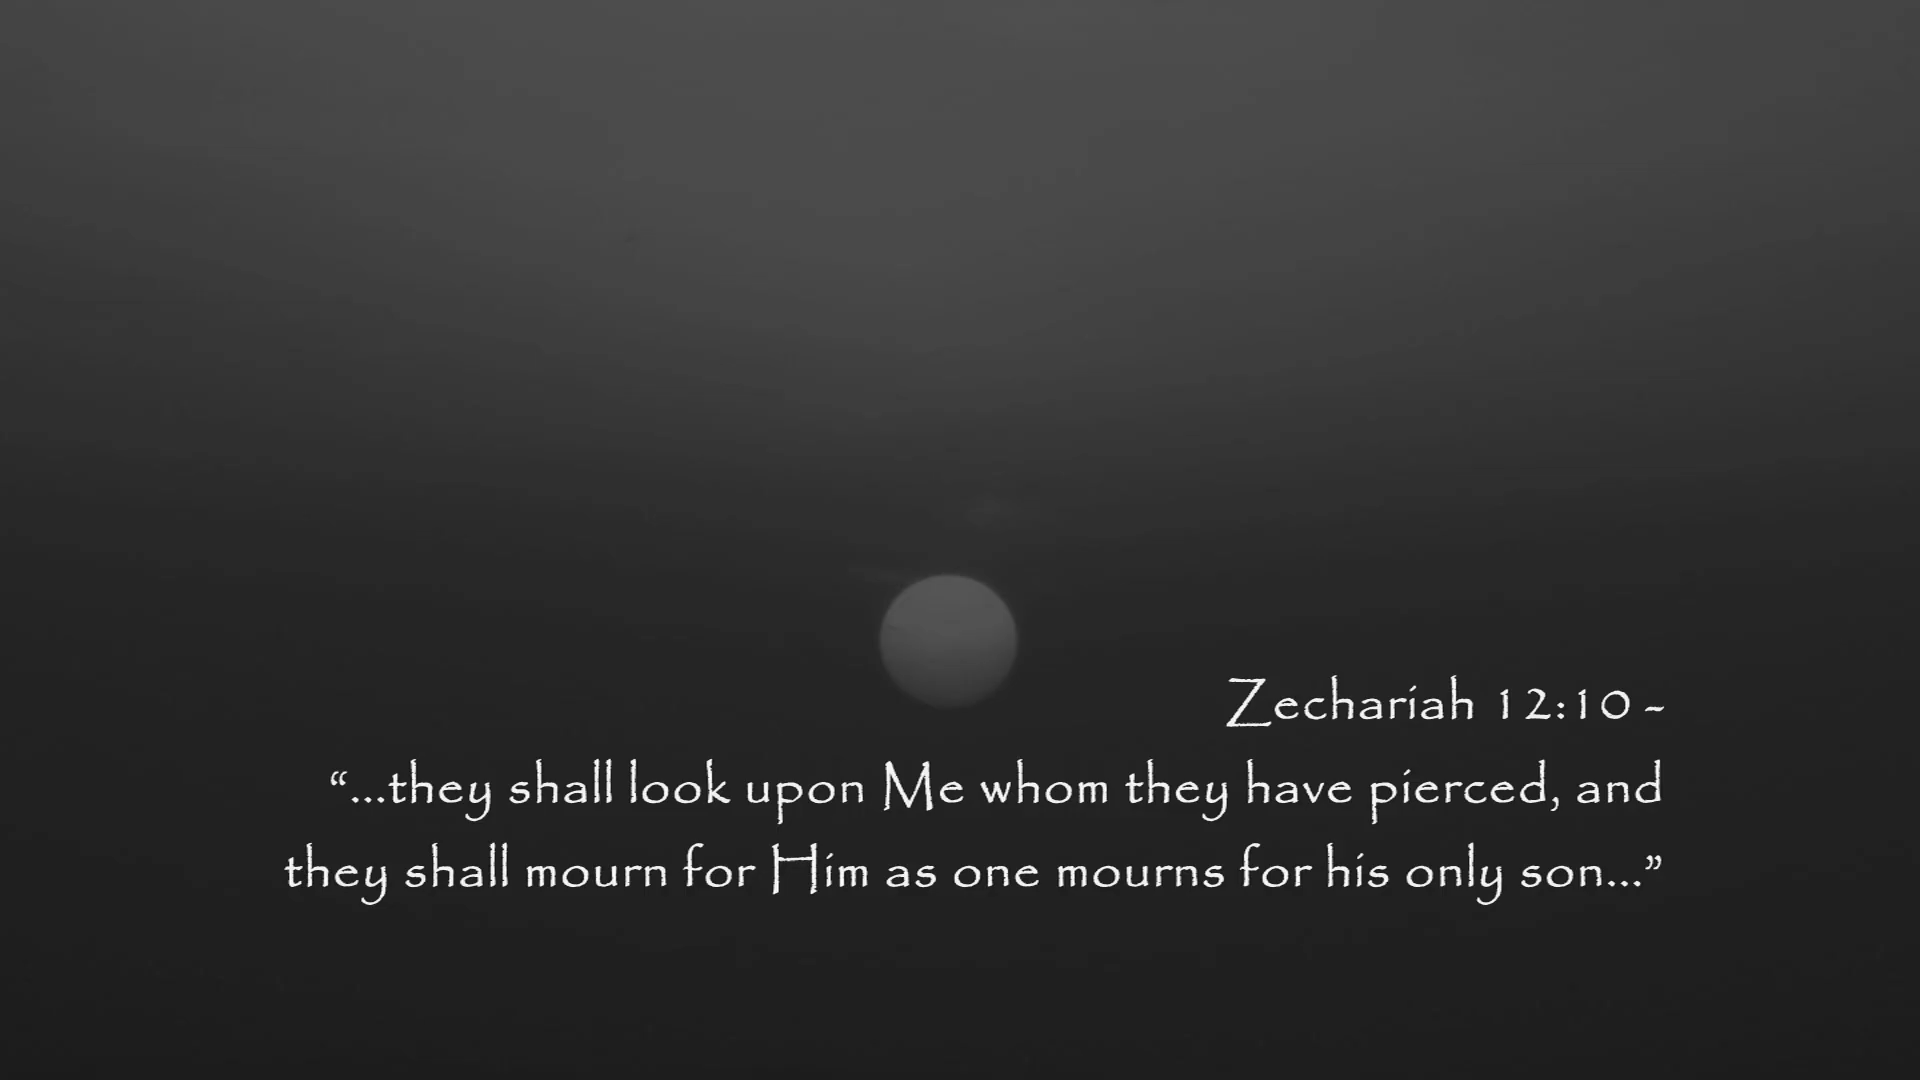 Zechariah 12:10 -
“...they shall look upon Me whom they have pierced, and
they shall mourn for Him as one mourns for his only son...”